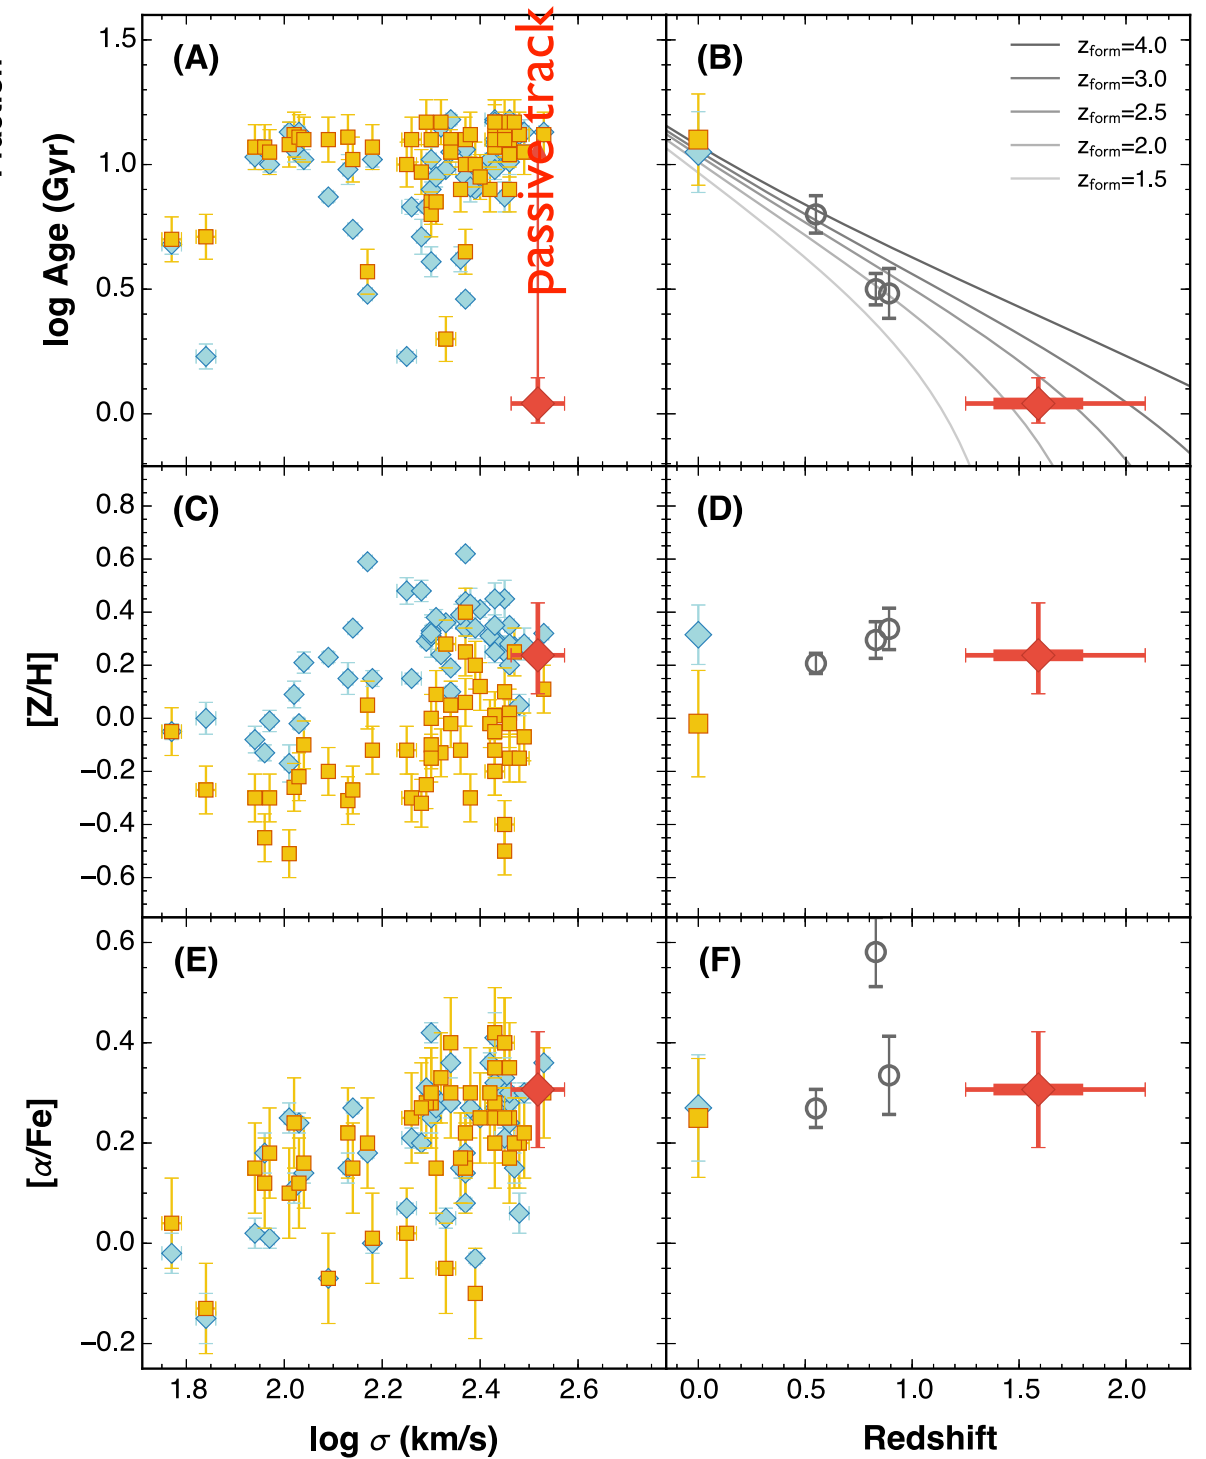 (A)
passive track
1.5
1.0
0.5
0.0
log Age (Gyr)
(B)
z_form=4.0
z_form=3.0
z_form=2.5
z_form=2.0
z_form=1.5
(C)
0.8
0.6
0.4
0.2
0.0
−0.2
−0.4
−0.6
[Z/H]
(D)
(E)
0.6
0.4
0.2
0.0
−0.2
[α/Fe]
(F)
1.8 2.0 2.2 2.4 2.6
log σ (km/s)
0.0 0.5 1.0 1.5 2.0
Redshift